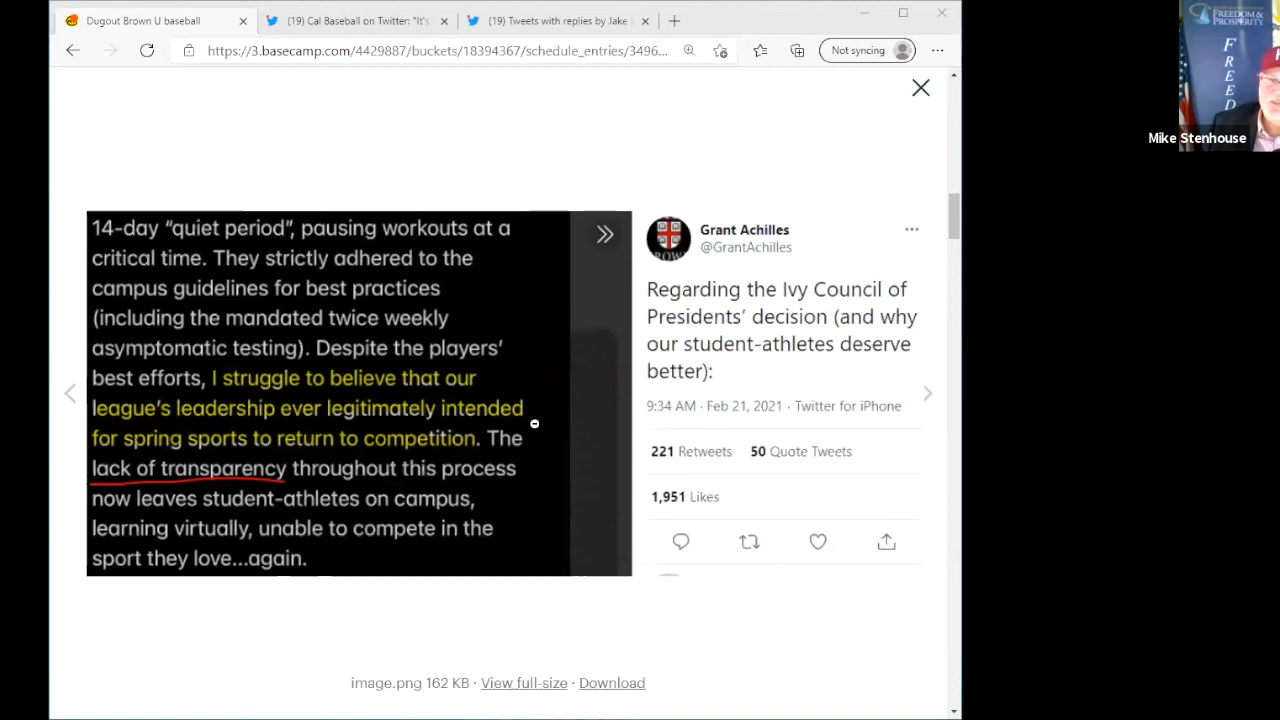 Dugout Brown U baseball
(19) Cal Baseball on Twitter: "It's
(19) Tweets with replies by Jake
https://3.basecamp.com/4429887/buckets/18394367/schedule_entries/3496...
Not syncing
FREEDOM
& PROSPERITY
F
R
E
E
D
Mike Stenhouse
14-day “quiet period”, pausing workouts at a
critical time. They strictly adhered to the
campus guidelines for best practices
(including the mandated twice weekly
asymptomatic testing). Despite the players’
best efforts, I struggle to believe that our
league’s leadership ever legitimately intended
for spring sports to return to competition. The
lack of transparency throughout this process
now leaves student-athletes on campus,
learning virtually, unable to compete in the
sport they love...again.
Grant Achilles
@GrantAchilles
Regarding the Ivy Council of
Presidents’ decision (and why
our student-athletes deserve
better):
9:34 AM · Feb 21, 2021 · Twitter for iPhone
221 Retweets 50 Quote Tweets
1,951 Likes
image.png 162 KB · View full-size · Download